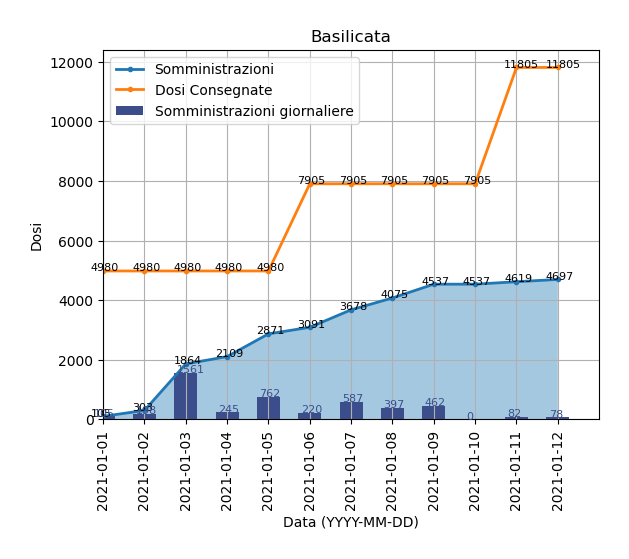 Basilicata
Somministrazioni
Dosi Consegnate
Somministrazioni giornaliere
Dosi
12000
10000
8000
6000
4000
2000
0
4980 4980 4980 4980 4980 7905 7905 7905 7905 7905 11805 11805
105 303 1864 2109 2871 3091 3678 4075 4537 4537 4619 4697
1561 245 762 220 587 397 462 0 82 78
2021-01-01
2021-01-02
2021-01-03
2021-01-04
2021-01-05
2021-01-06
2021-01-07
2021-01-08
2021-01-09
2021-01-10
2021-01-11
2021-01-12
Data (YYYY-MM-DD)